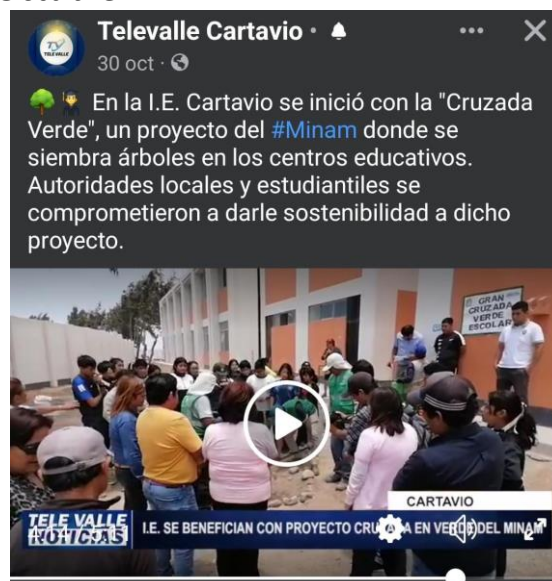 Televalle Cartavio
30 oct
En la I.E. Cartavio se inició con la "Cruzada
Verde", un proyecto del #Minam donde se
siembra árboles en los centros educativos.
Autoridades locales y estudiantiles se
comprometieron a darle sostenibilidad a dicho
proyecto.
GRAN
CRUZADA
VERDE
ESCOLAR
CARTAVIO
TELE VALLE
NOTICIAS
I.E. SE BENEFICIAN CON PROYECTO EN DEL MINAM